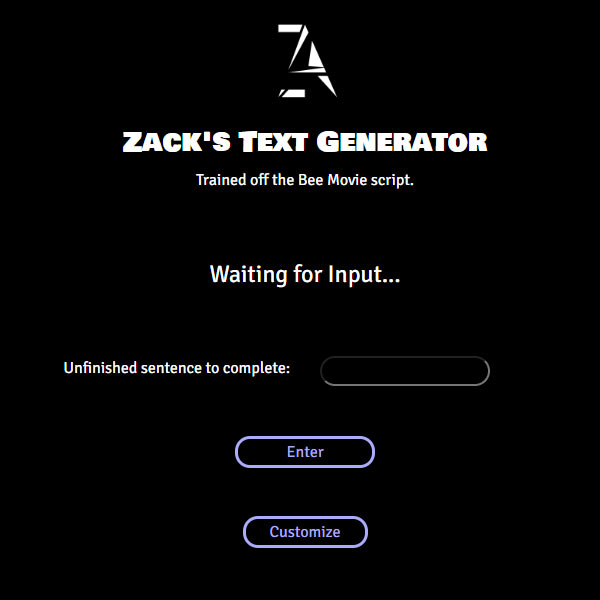 ZA
Zack's Text Generator
Trained off the Bee Movie script.
Waiting for Input...
Unfinished sentence to complete:
Enter
Customize